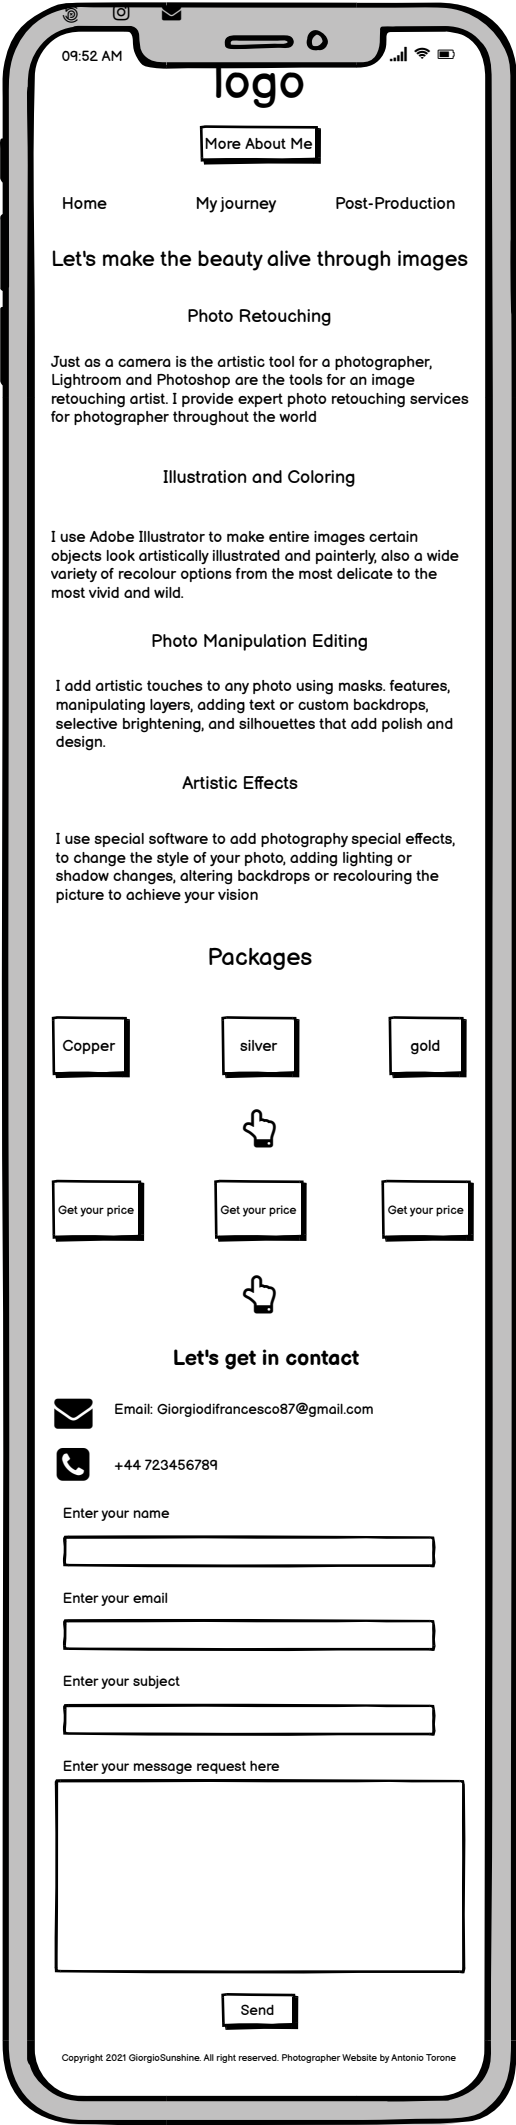 09:52 AM
logo
More About Me
Home My journey Post-Production
Let's make the beauty alive through images
Photo Retouching
Just as a camera is the artistic tool for a photographer,
Lightroom and Photoshop are the tools for an image
retouching artist. I provide expert photo retouching services
for photographer throughout the world
Illustration and Coloring
I use Adobe Illustrator to make entire images certain
objects look artistically illustrated and painterly, also a wide
variety of recolour options from the most delicate to the
most vivid and wild.
Photo Manipulation Editing
I add artistic touches to any photo using masks. features,
manipulating layers, adding text or custom backdrops,
selective brightening, and silhouettes that add polish and
design.
Artistic Effects
I use special software to add photography special effects,
to change the style of your photo, adding lighting or
shadow changes, altering backdrops or recolouring the
picture to achieve your vision
Packages
Copper silver gold
Get your price Get your price Get your price
Let's get in contact
Email: Giorgiodifrancesco87@gmail.com
+44 723456789
Enter your name
Enter your email
Enter your subject
Enter your message request here
Send
Copyright 2021 GiorgioSunshine. All right reserved. Photographer Website by Antonio Torone